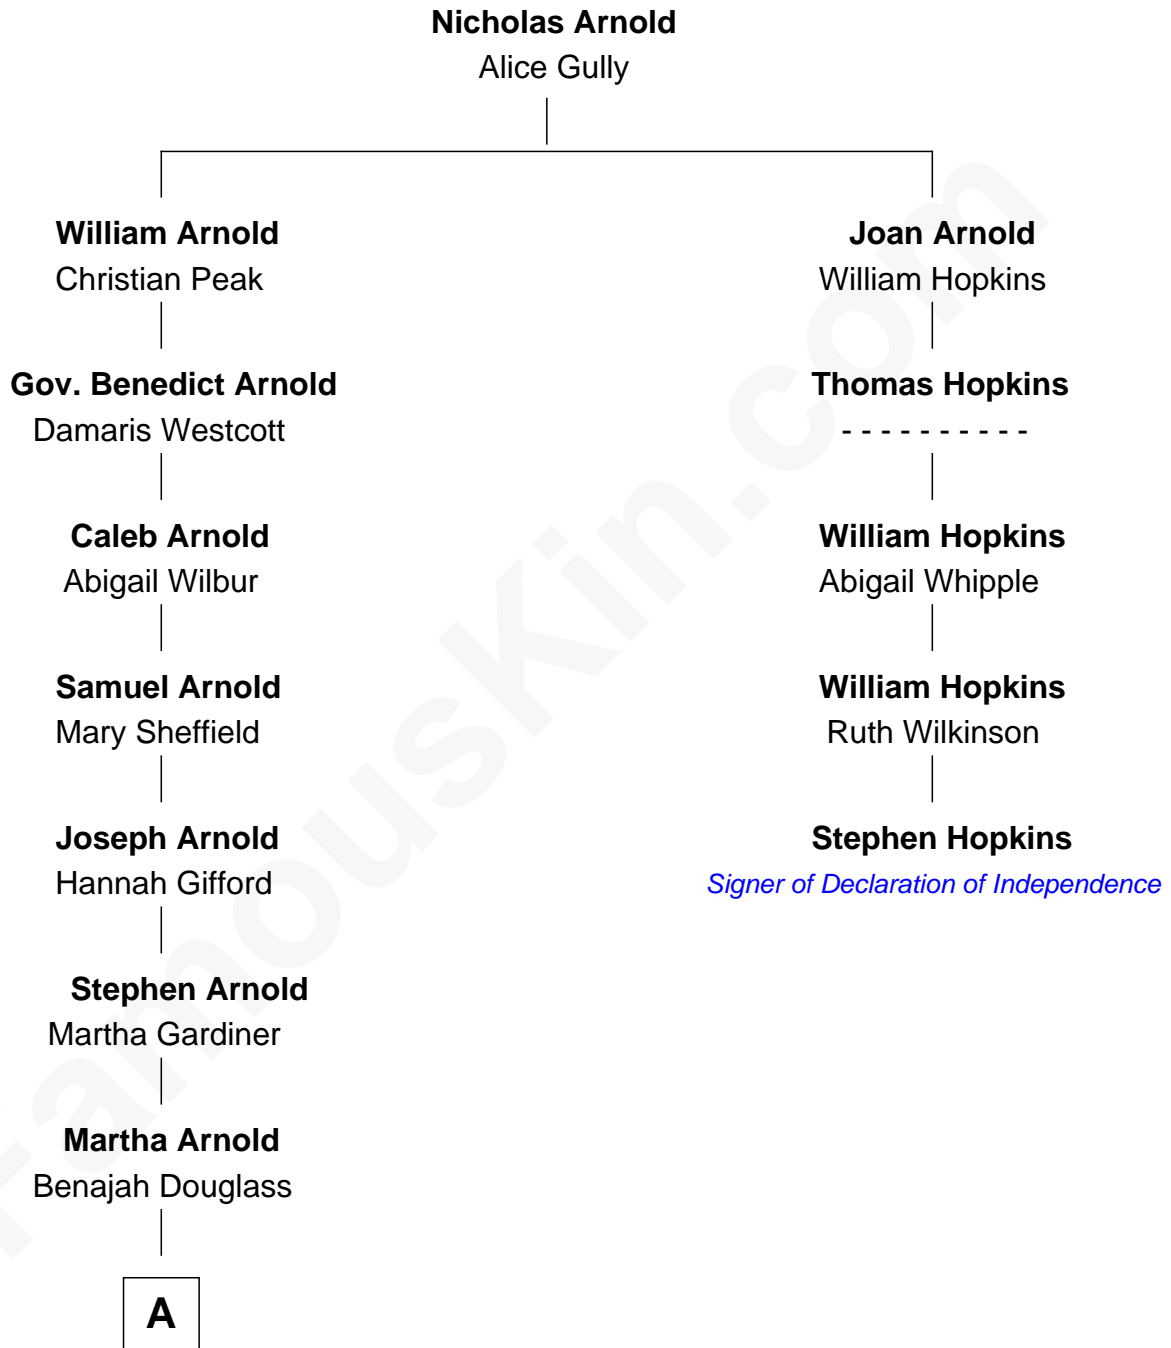 Nicholas Arnold
Alice Gully
William Arnold
Christian Peak
Joan Arnold
William Hopkins
Gov. Benedict Arnold
Damaris Westcott
Thomas Hopkins
- - - - - - - - - -
Caleb Arnold
Abigail Wilbur
William Hopkins
Abigail Whipple
Samuel Arnold
Mary Sheffield
William Hopkins
Ruth Wilkinson
Joseph Arnold
Hannah Gifford
Stephen Hopkins
Signer of Declaration of Independence
Stephen Arnold
Martha Gardiner
Martha Arnold
Benajah Douglass
A
FamousKin.com